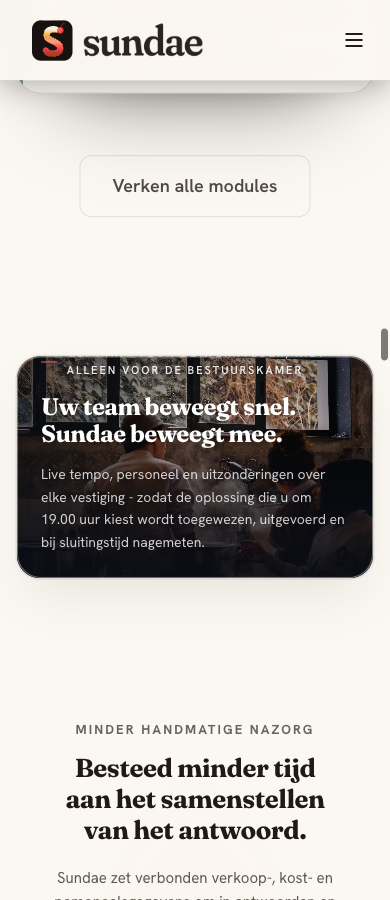 sundae
Verken alle modules
ALLEEN VOOR DE BESTUURSKAMER
Uw team beweegt snel.
Sundae beweegt mee.
Live tempo, personeel en uitzonderingen over
elke vestiging - zodat de oplossing die u om
19.00 uur kiest wordt toegewezen, uitgevoerd en
bij sluitingstijd nagemeten.
MINDER HANDMATIGE NAZORG
Besteed minder tijd
aan het samenstellen
van het antwoord.
Sundae zet verbonden verkoop-, kost- en